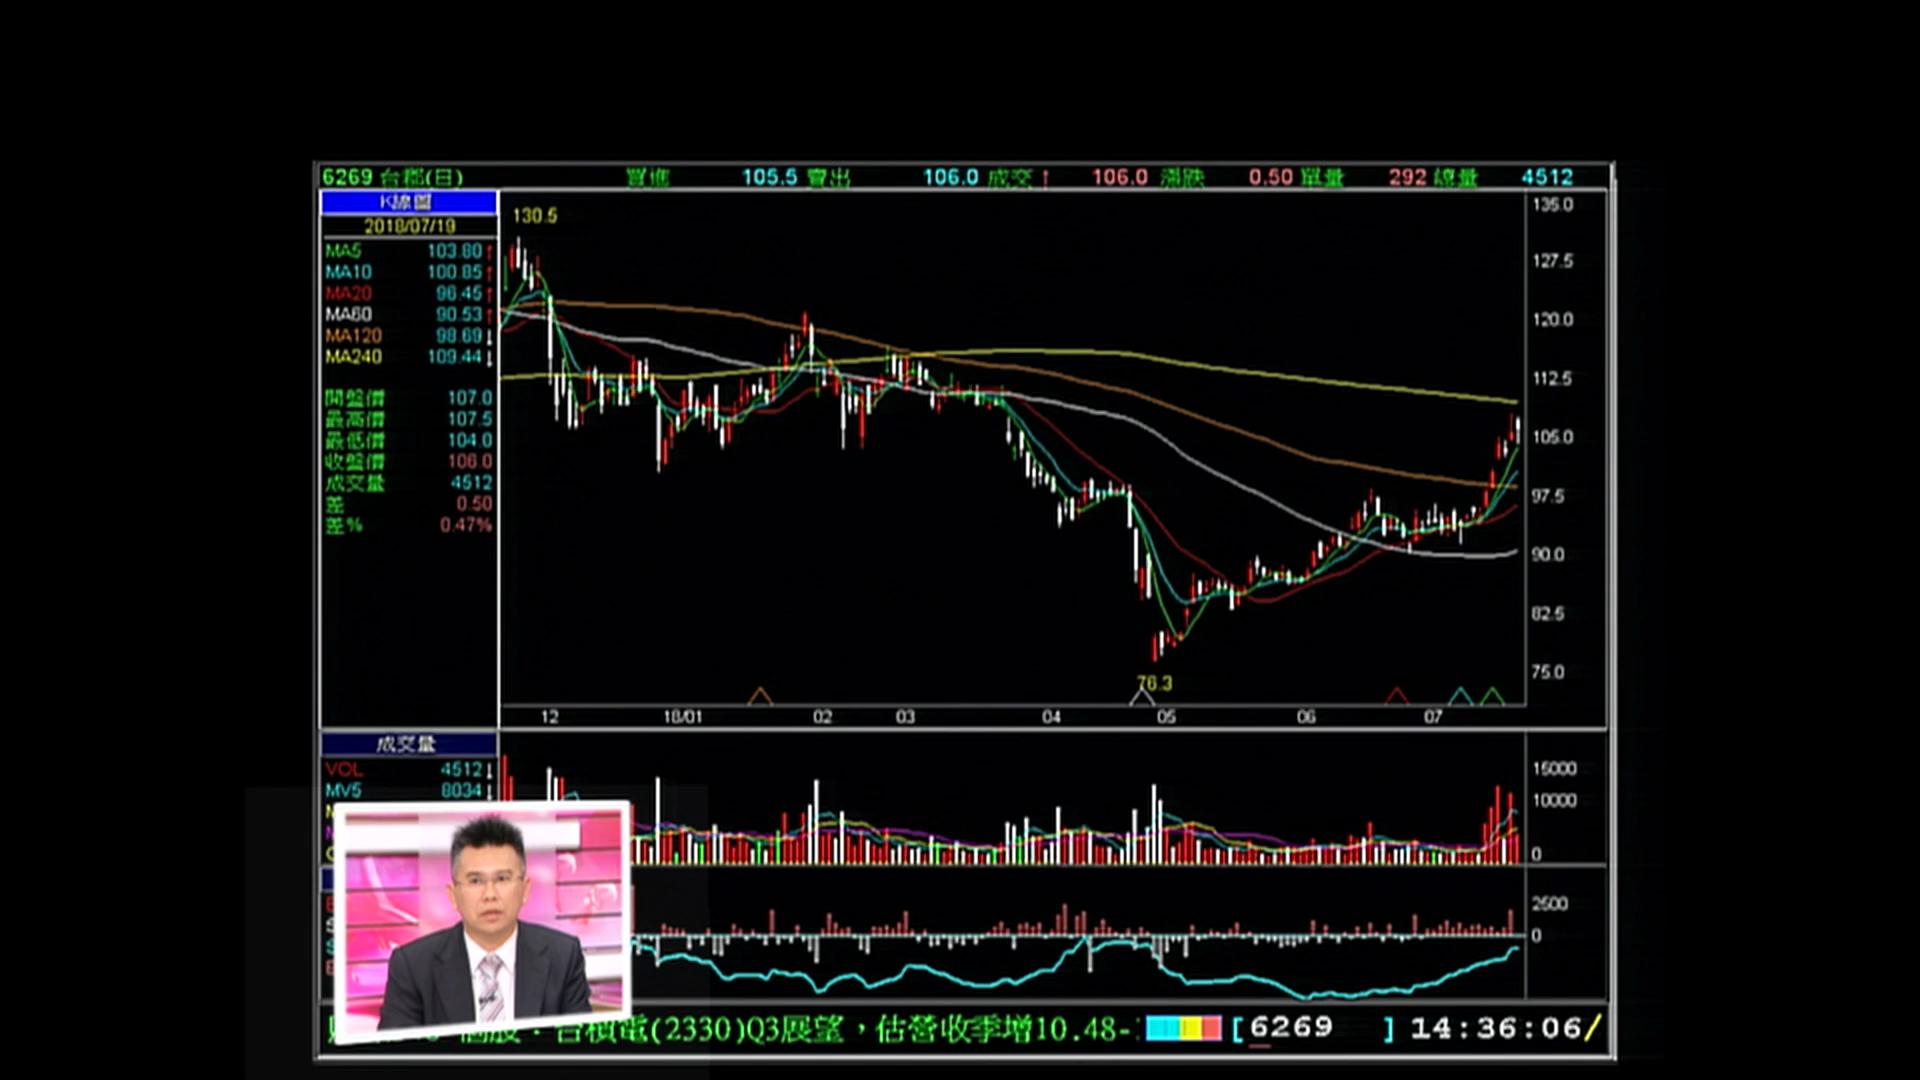 6269 台郡(日) 買進 105.5 賣出 106.0 成交↑ 106.0 漲跌 0.50 單量 292 總量 4512
K線圖
2018/07/19
MA5 103.80↑
MA10 100.85↑
MA20 96.45↑
MA60 90.53↑
MA120 98.69↓
MA240 109.44↓
開盤價 107.0
最高價 107.5
最低價 104.0
收盤價 106.0
成交量 4512
差 0.50
差% 0.47%
130.5
76.3
135.0
127.5
120.0
112.5
105.0
97.5
90.0
82.5
75.0
12 18/01 02 03 04 05 06 07
成交量
VOL 4512↓
MV5 8034↓
15000
10000
0
2500
0
台積電(2330)Q3展望，估營收季增10.48- [6269 ] 14:36:06/